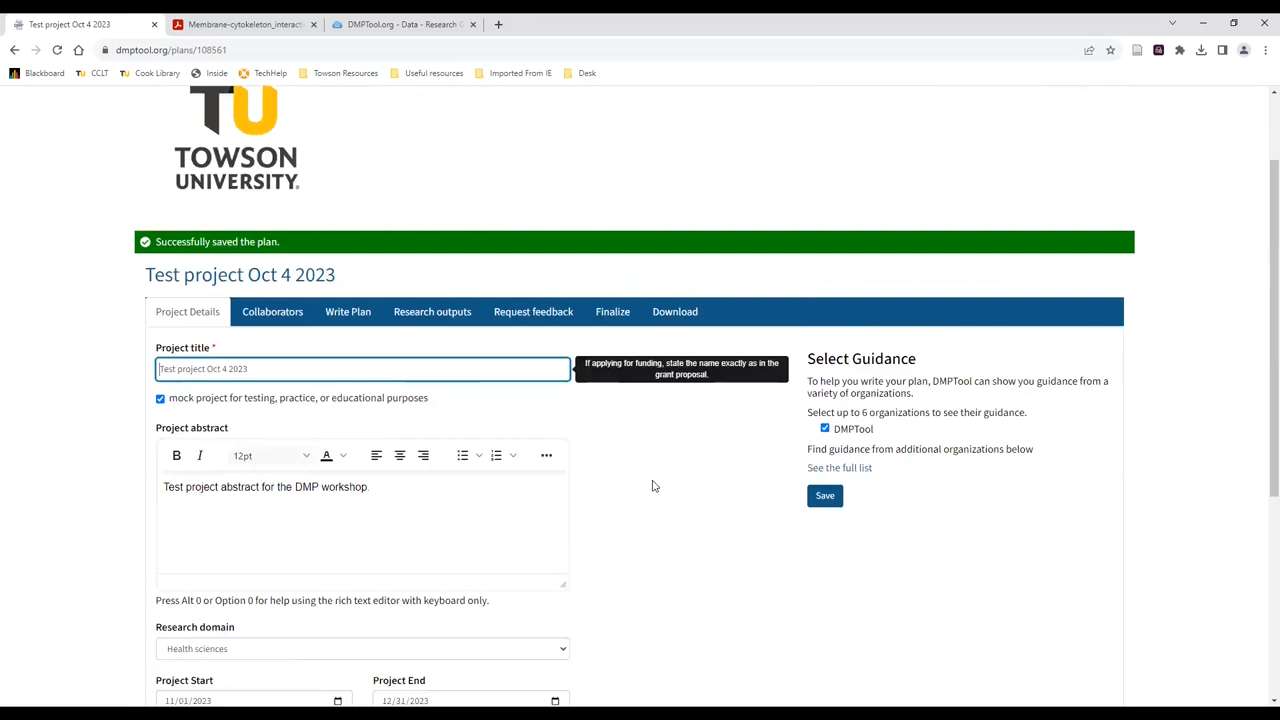 Test project Oct 4 2023
Membrane-cytokeleton_interacti
DMPTool.org - Data - Research G
dmptool.org/plans/108561
Blackboard
TU CCLT
TU Cook Library
Inside
TechHelp
Towson Resources
Useful resources
Imported From IE
Desk
TU
TOWSON
UNIVERSITY.
Successfully saved the plan.
Test project Oct 4 2023
Project Details
Collaborators
Write Plan
Research outputs
Request feedback
Finalize
Download
Project title *
Test project Oct 4 2023
If applying for funding, state the name exactly as in the
grant proposal.
mock project for testing, practice, or educational purposes
Project abstract
B I 12pt A
Test project abstract for the DMP workshop.
Press Alt 0 or Option 0 for help using the rich text editor with keyboard only.
Research domain
Health sciences
Project Start
Project End
11/01/2023
12/31/2023
Select Guidance
To help you write your plan, DMPTool can show you guidance from a
variety of organizations.
Select up to 6 organizations to see their guidance.
DMPTool
Find guidance from additional organizations below
See the full list
Save